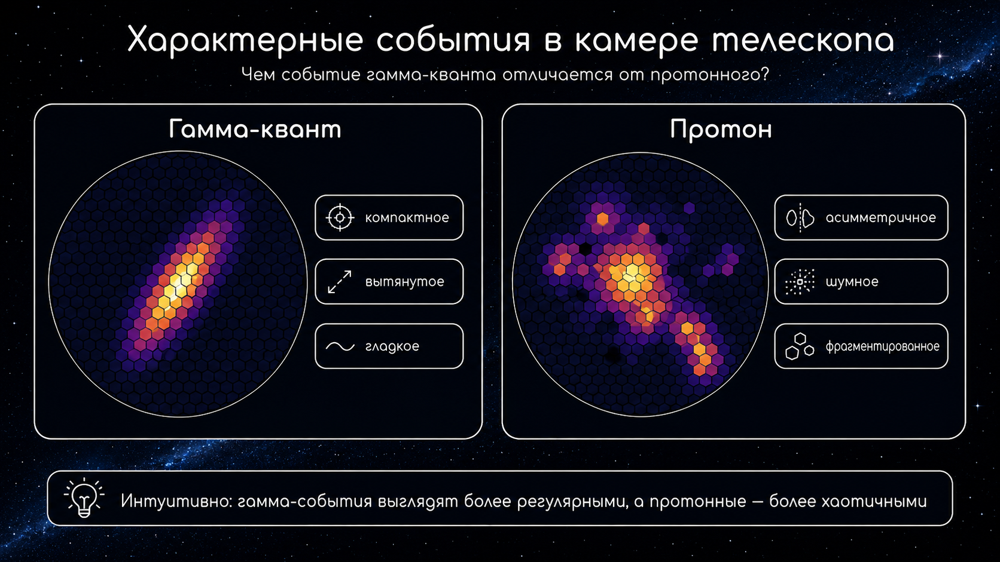 Характерные события в камере телескопа
Чем событие гамма-кванта отличается от протонного?
Гамма-квант
компактное
вытянутое
гладкое
Протон
асимметричное
шумное
фрагментированное
Интуитивно: гамма-события выглядят более регулярными, а протонные — более хаотичными